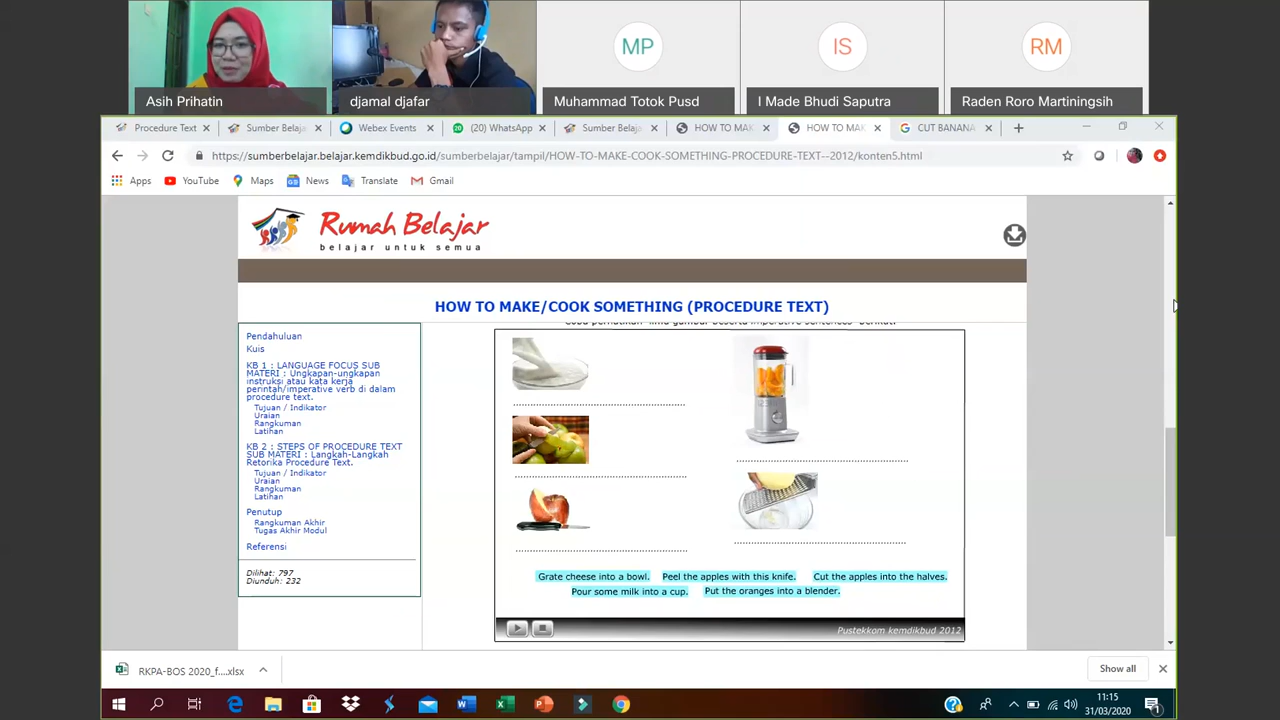 MP
IS
RM
Asih Prihatin
djamal djafar
Muhammad Totok Pusd
I Made Bhudi Saputra
Raden Roro Martiningsih
Procedure Text
Sumber Belaja
Webex Events
(20) WhatsApp
Sumber Belaja
HOW TO MAK
HOW TO MAK
CUT BANANA
https://sumberbelajar.belajar.kemdikbud.go.id/sumberbelajar/tampil/HOW-TO-MAKE-COOK-SOMETHING-PROCEDURE-TEXT--2012/konten5.html
Apps
YouTube
Maps
News
Translate
Gmail
Rumah Belajar
belajar untuk semua
HOW TO MAKE/COOK SOMETHING (PROCEDURE TEXT)
Pendahuluan
Kuis
KB 1 : LANGUAGE FOCUS SUB
MATERI : Ungkapan-ungkapan
instruksi atau kata kerja
perintah/imperative verb di dalam
procedure text.
Tujuan / Indikator
Uraian
Rangkuman
Latihan
KB 2 : STEPS OF PROCEDURE TEXT
SUB MATERI : Langkah-Langkah
Retorika Procedure Text.
Tujuan / Indikator
Uraian
Rangkuman
Latihan
Penutup
Rangkuman Akhir
Tugas Akhir Modul
Referensi
Dilihat: 797
Diunduh: 232
Grate cheese into a bowl.
Peel the apples with this knife.
Cut the apples into the halves.
Pour some milk into a cup.
Put the oranges into a blender.
Pustekkom kemdikbud 2012
RKPA-BOS 2020_f....xlsx
Show all
11:15
31/03/2020